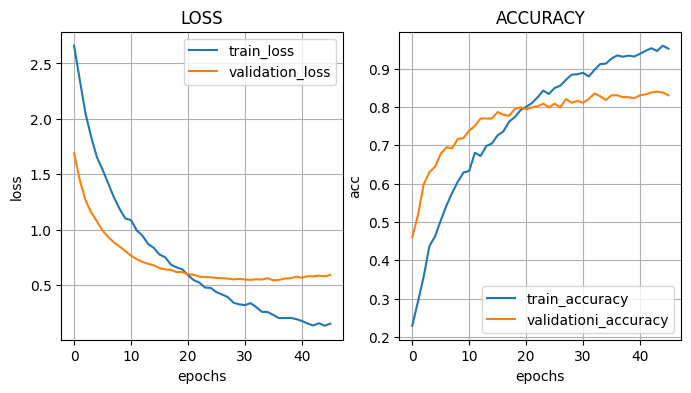 LOSS
train_loss
validation_loss
2.5
2.0
1.5
1.0
0.5
loss
0
10
20
30
40
epochs
ACCURACY
0.9
0.8
0.7
0.6
0.5
0.4
0.3
0.2
acc
train_accuracy
validationi_accuracy
0
10
20
30
40
epochs